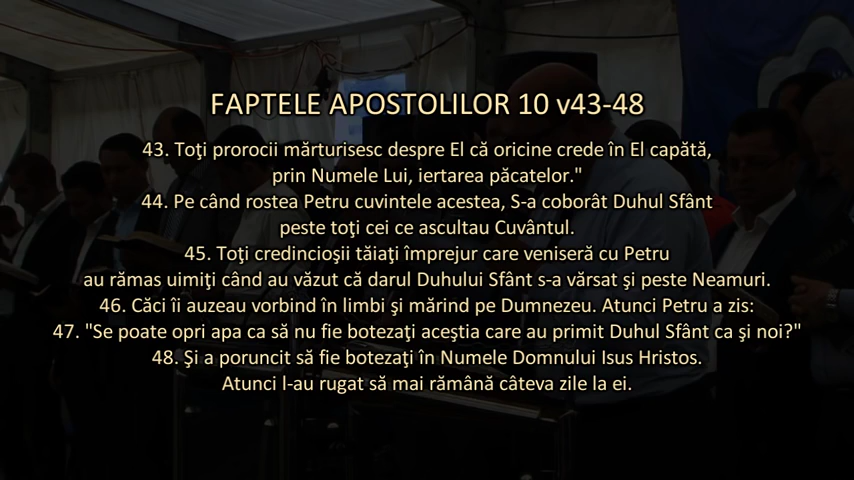 FAPTELE APOSTOLILOR 10 v43-48
43. Toţi prorocii mărturisesc despre El că oricine crede în El capătă,
prin Numele Lui, iertarea păcatelor."
44. Pe când rostea Petru cuvintele acestea, S-a coborât Duhul Sfânt
peste toţi cei ce ascultau Cuvântul.
45. Toţi credincioşii tăiaţi împrejur care veniseră cu Petru
au rămas uimiţi când au văzut că darul Duhului Sfânt s-a vărsat şi peste Neamuri.
46. Căci îi auzeau vorbind în limbi şi mărind pe Dumnezeu. Atunci Petru a zis:
47. "Se poate opri apa ca să nu fie botezaţi aceştia care au primit Duhul Sfânt ca şi noi?"
48. Şi a poruncit să fie botezaţi în Numele Domnului Isus Hristos.
Atunci l-au rugat să mai rămână câteva zile la ei.